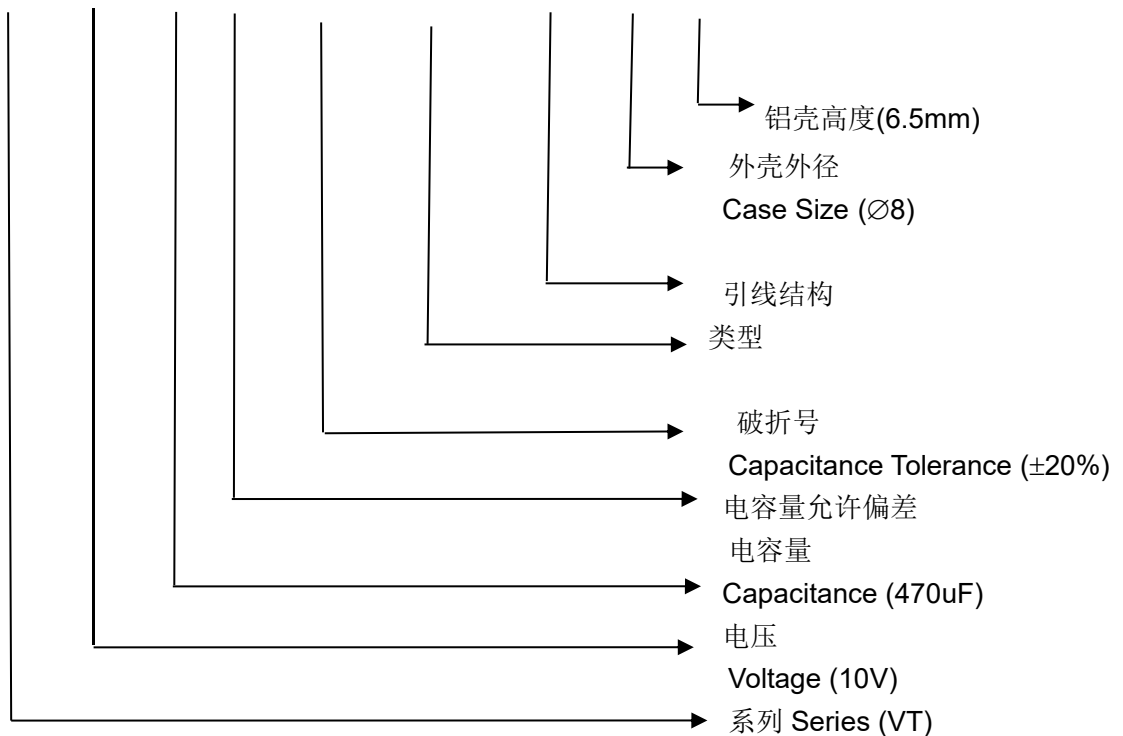 铝壳高度(6.5mm)
外壳外径
Case Size (∅8)
引线结构
类型
破折号
Capacitance Tolerance (±20%)
电容量允许偏差
电容量
Capacitance (470uF)
电压
Voltage (10V)
系列 Series (VT)